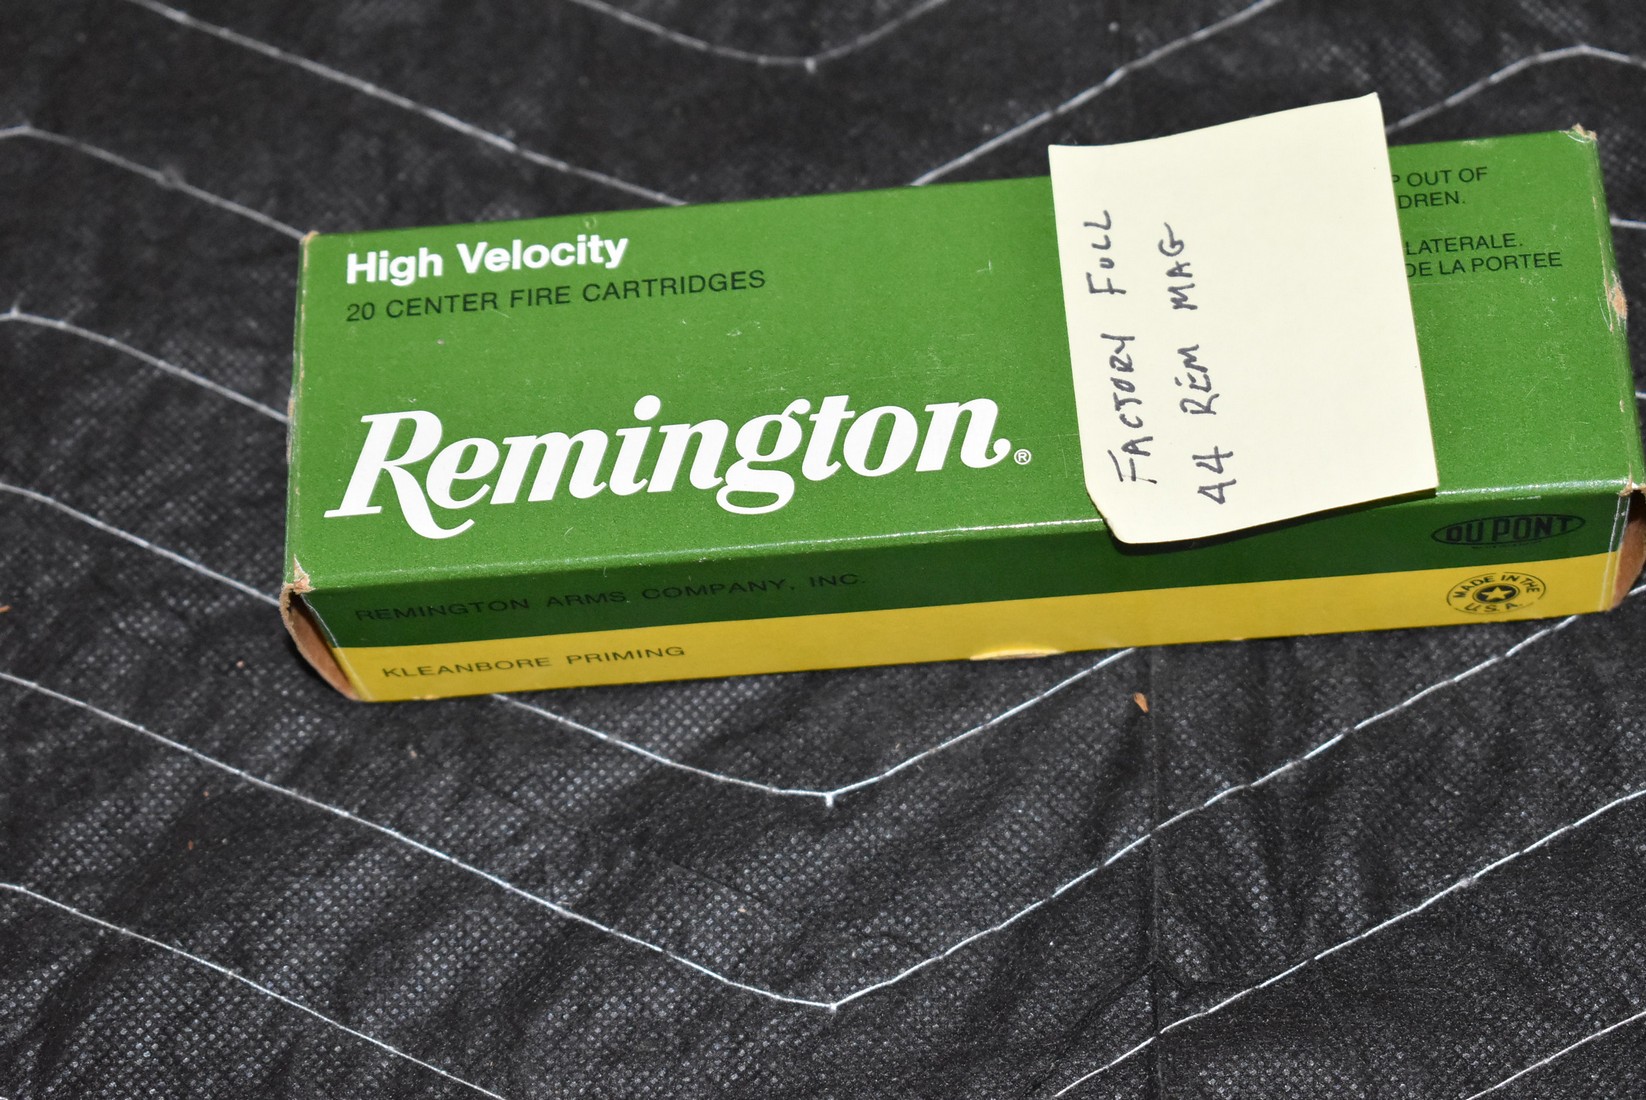 High Velocity
20 CENTER FIRE CARTRIDGES
Remington®
FACTORY FULL
44 REM MAG
OUT OF
DREN.
LATERALE.
DE LA PORTEE
REMINGTON ARMS COMPANY, INC.
KLEANBORE PRIMING
DU PONT
MADE IN THE
U.S.A.